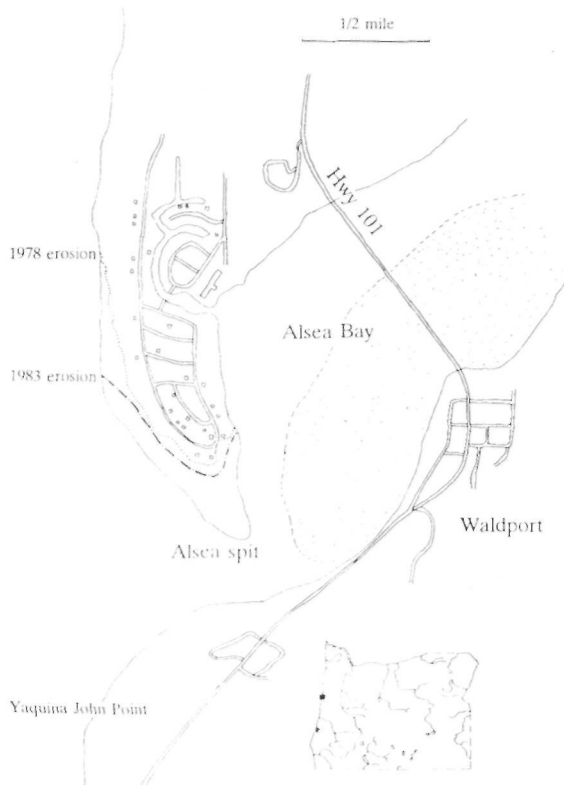 1/2 mile
Hwy 101
1978 erosion
Alsea Bay
1983 erosion
Waldport
Alsea spit
Yaquina John Point